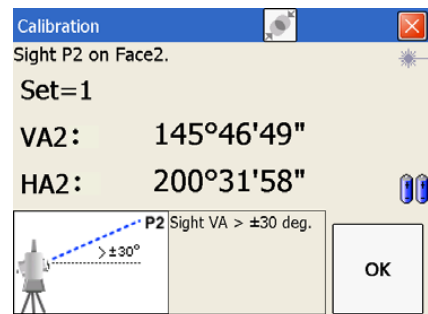 Calibration
Sight P2 on Face2.
Set=1
VA2: 145°46'49"
HA2: 200°31'58"
P2
>±30°
Sight VA > ±30 deg.
OK